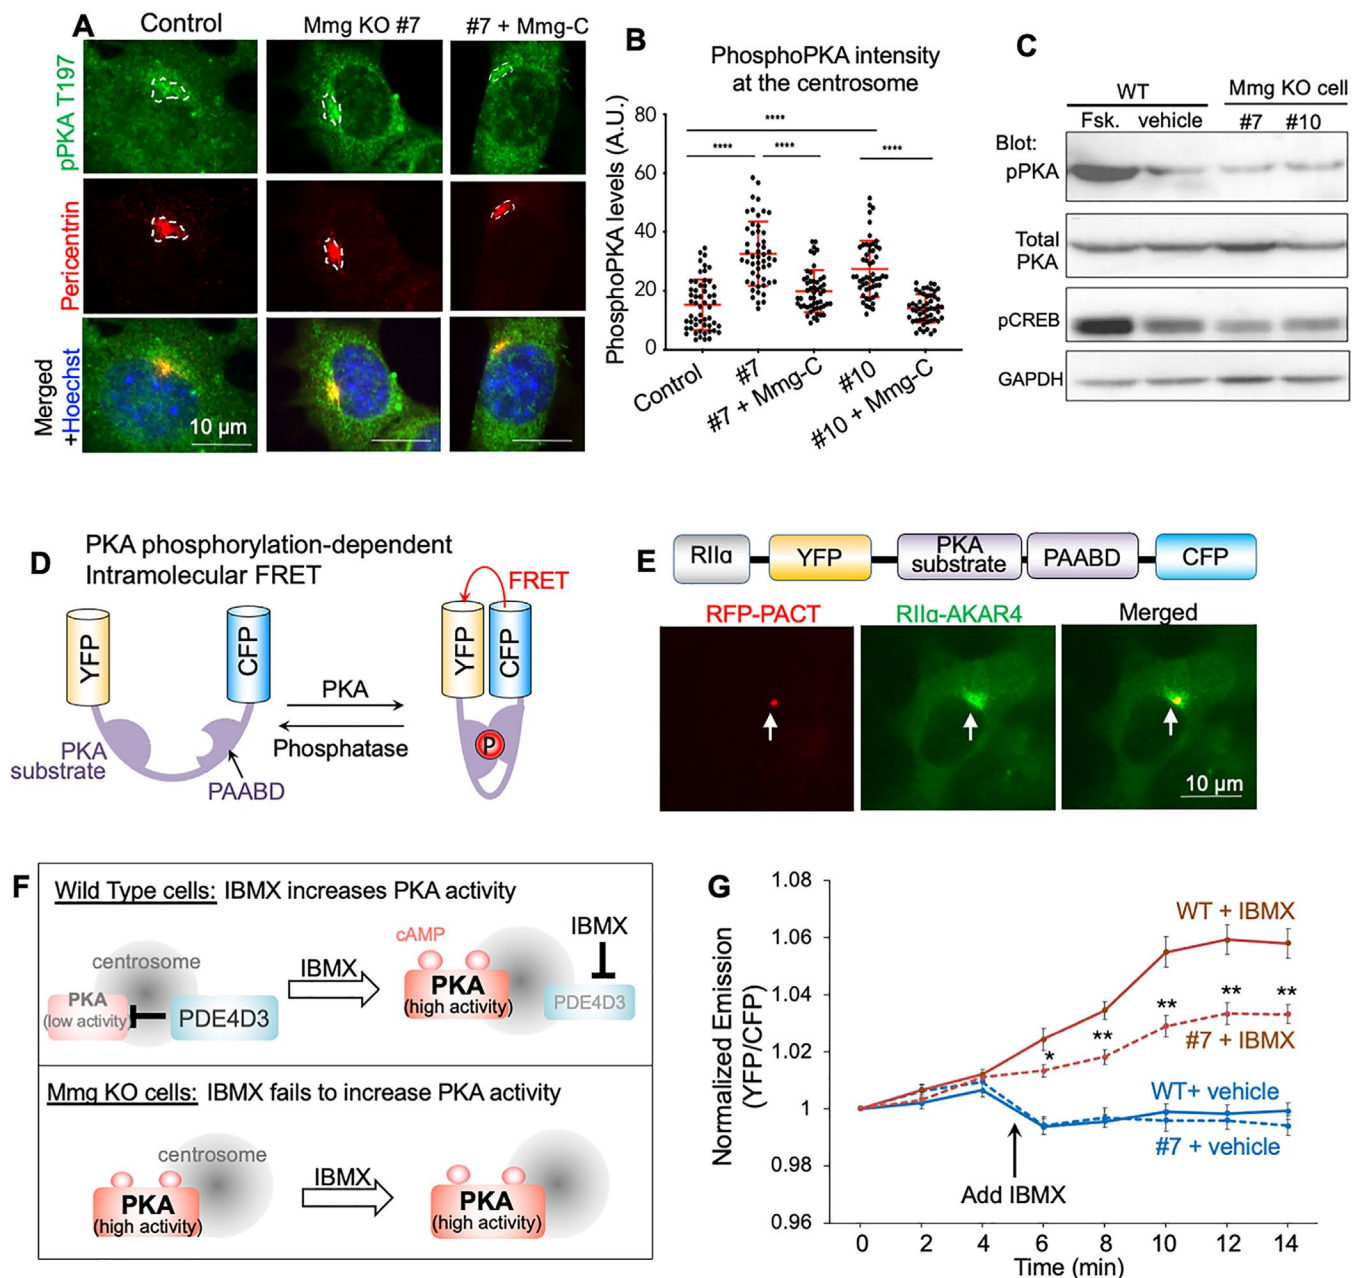 A
Control
Mmg KO #7
#7 + Mmg-C
pPKA T197
Pericentrin
Merged
+Hoechst
10 µm
B
PhosphoPKA intensity
at the centrosome
PhosphoPKA levels (A.U.)
80
60
40
20
0
****
****
****
****
Control
#7
#7 + Mmg-C
#10
#10 + Mmg-C
C
WT
Mmg KO cell
Fsk.
vehicle
#7
#10
Blot:
pPKA
Total
PKA
pCREB
GAPDH
D
PKA phosphorylation-dependent
Intramolecular FRET
FRET
YFP
CFP
YFP
CFP
PKA
Phosphatase
P
PKA
substrate
PAABD
E
RIIα
YFP
PKA
substrate
PAABD
CFP
RFP-PACT
RIIα-AKAR4
Merged
10 µm
F
Wild Type cells: IBMX increases PKA activity
centrosome
PKA
(low activity)
PDE4D3
IBMX
cAMP
PKA
(high activity)
IBMX
PDE4D3
Mmg KO cells: IBMX fails to increase PKA activity
centrosome
PKA
(high activity)
IBMX
PKA
(high activity)
G
Normalized Emission
(YFP/CFP)
1.08
1.06
1.04
1.02
1
0.98
0.96
WT + IBMX
*
**
**
**
**
#7 + IBMX
WT+ vehicle
#7 + vehicle
Add IBMX
0
2
4
6
8
10
12
14
Time (min)